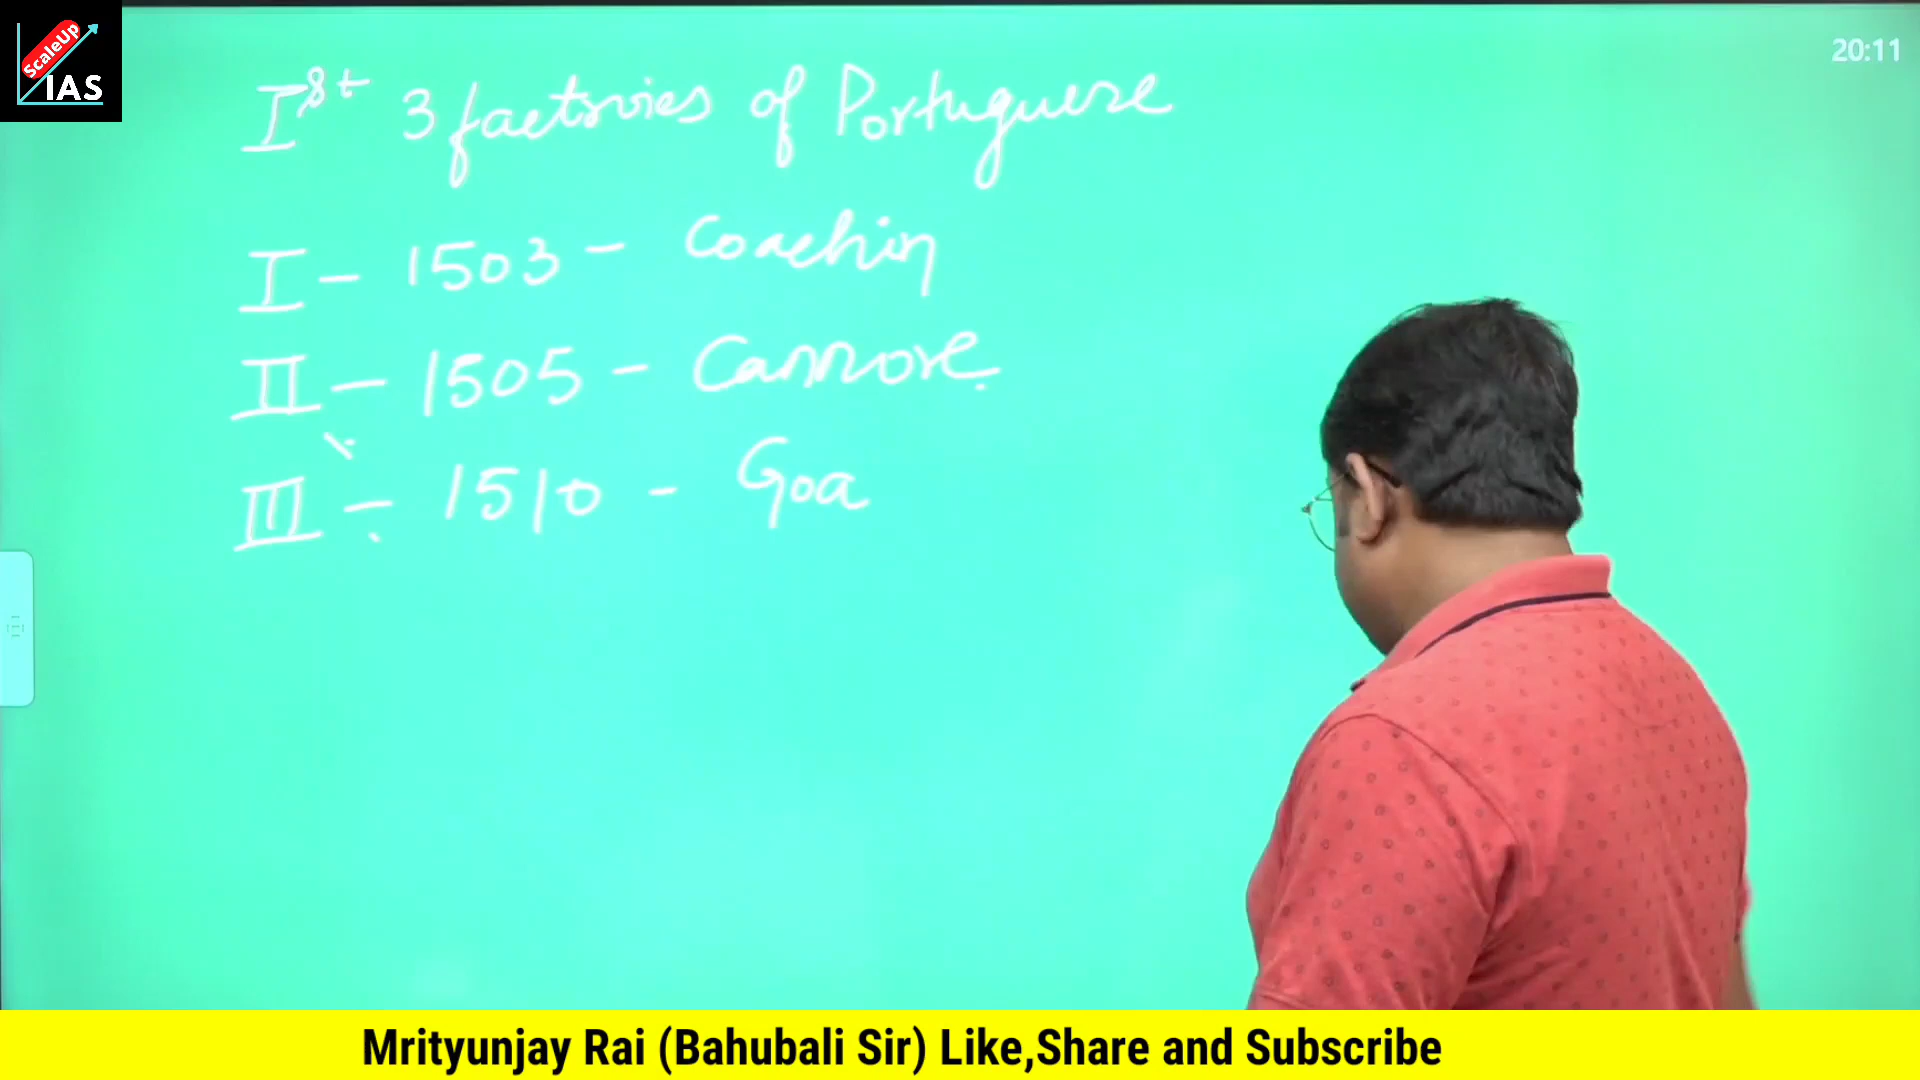 ScaleUp
IAS
20:11
Ist 3 factories of Portuguese
I - 1503 - Coachin
II - 1505 - Cannore
III - 1510 - Goa
Mrityunjay Rai (Bahubali Sir) Like,Share and Subscribe